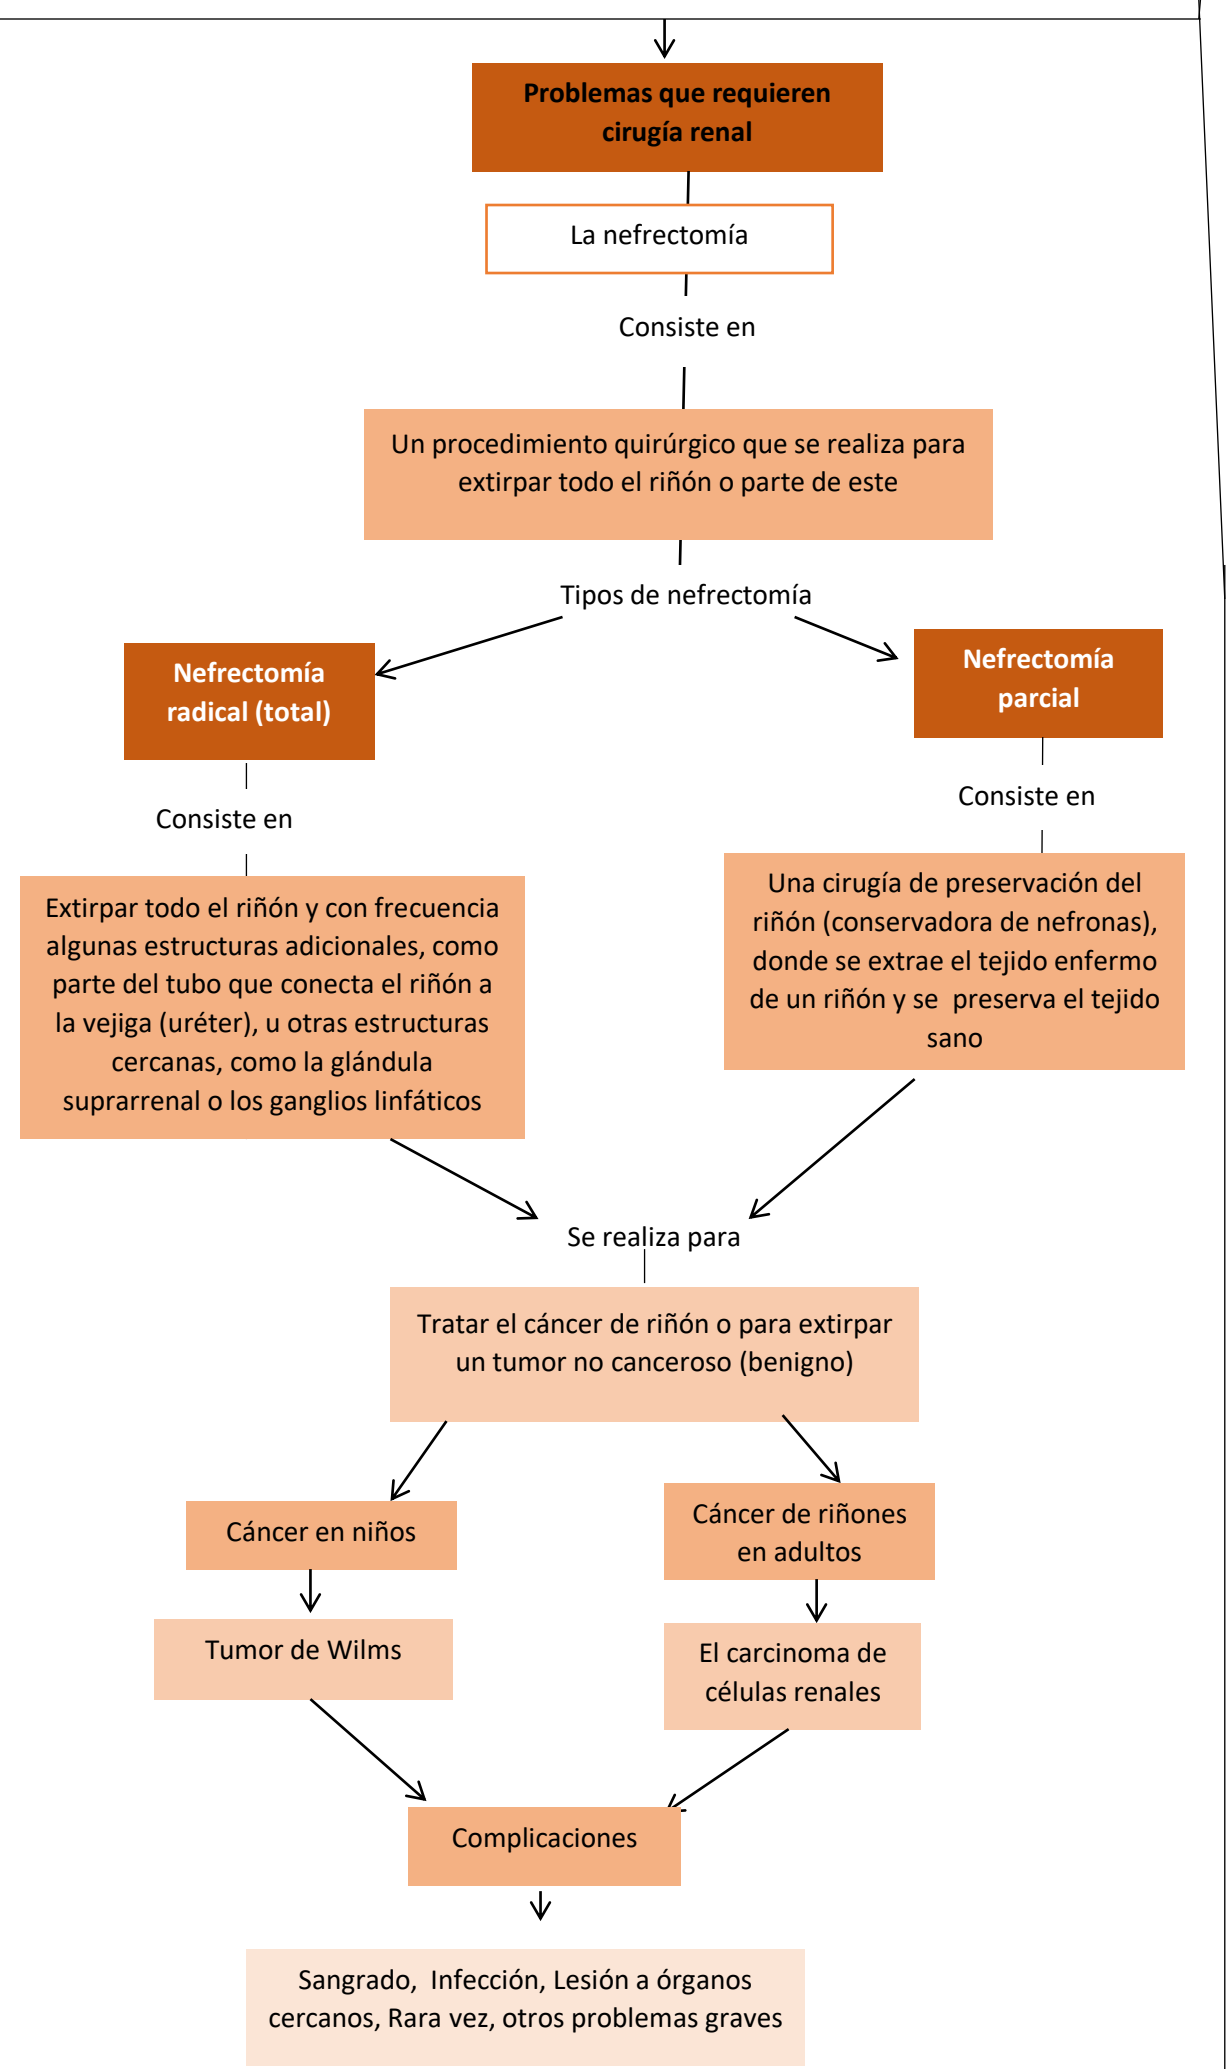 Problemas que requieren
cirugía renal
La nefrectomía
Consiste en
Un procedimiento quirúrgico que se realiza para
extirpar todo el riñón o parte de este
Tipos de nefrectomía
Nefrectomía
radical (total)
Consiste en
Extirpar todo el riñón y con frecuencia
algunas estructuras adicionales, como
parte del tubo que conecta el riñón a
la vejiga (uréter), u otras estructuras
cercanas, como la glándula
suprarrenal o los ganglios linfáticos
Nefrectomía
parcial
Consiste en
Una cirugía de preservación del
riñón (conservadora de nefronas),
donde se extrae el tejido enfermo
de un riñón y se  preserva el tejido
sano
Se realiza para
Tratar el cáncer de riñón o para extirpar
un tumor no canceroso (benigno)
Cáncer en niños
Tumor de Wilms
Cáncer de riñones
en adultos
El carcinoma de
células renales
Complicaciones
Sangrado,  Infección, Lesión a órganos
cercanos, Rara vez, otros problemas graves